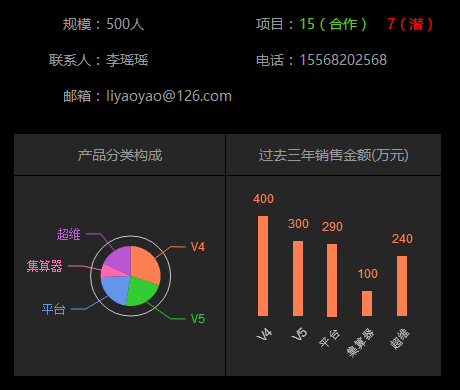 规模：500人
项目：15（合作） 7（潜）
联系人：李瑶瑶
电话：15568202568
邮箱：liyaoyao@126.com
产品分类构成
过去三年销售金额(万元)
超维
V4
集算器
平台
V5
400
300
290
100
240
V4
V5
平台
集算器
超维